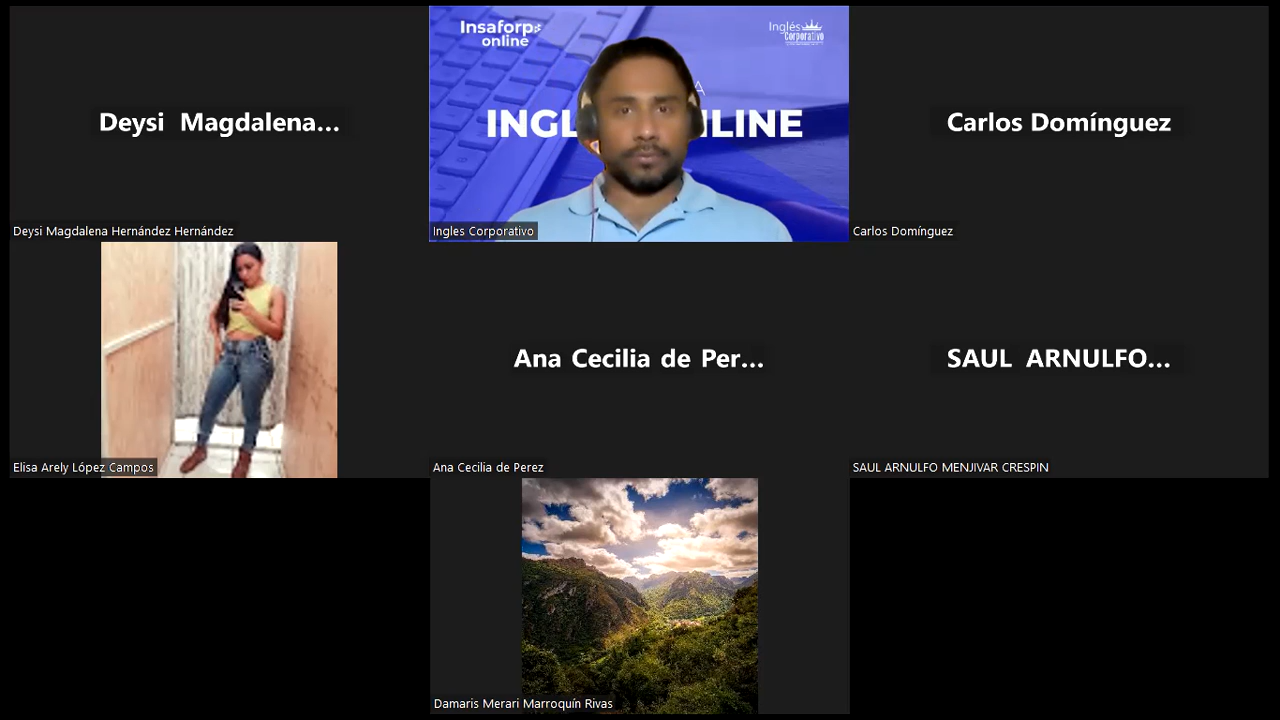 Deysi Magdalena...
Deysi Magdalena Hernández Hernández
Insaforp
online
Inglés
Corporativo
A
INGL NLINE
Ingles Corporativo
Carlos Domínguez
Carlos Domínguez
Elisa Arely López Campos
Ana Cecilia de Per...
Ana Cecilia de Perez
SAUL ARNULFO...
SAUL ARNULFO MENJIVAR CRESPIN
Damaris Merari Marroquín Rivas